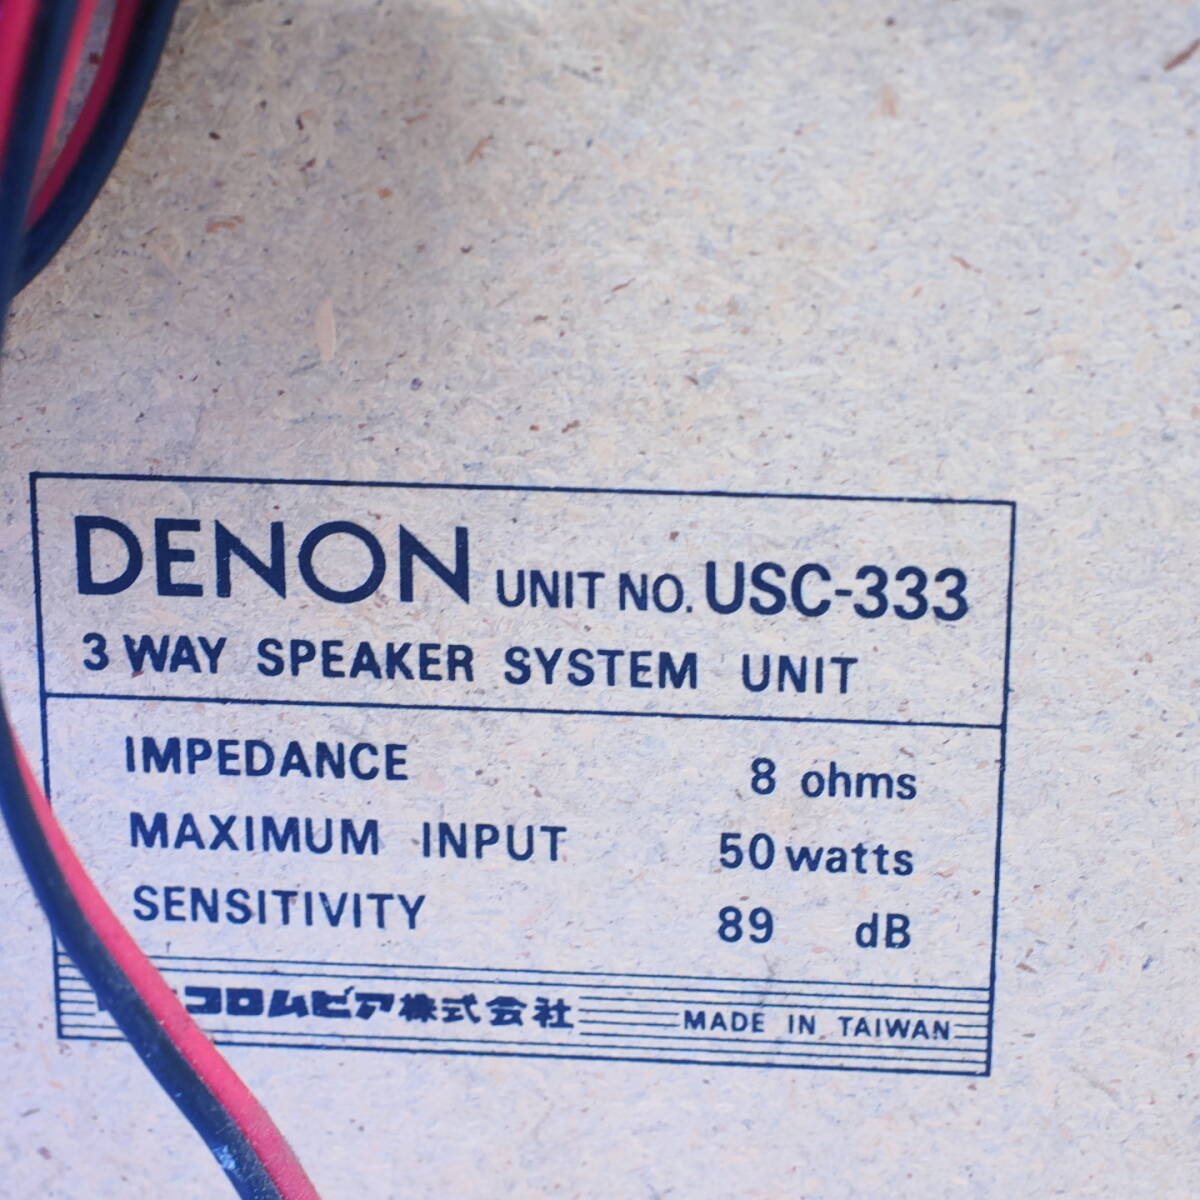 DENON UNIT NO. USC-333
3 WAY SPEAKER SYSTEM UNIT
IMPEDANCE 8 ohms
MAXIMUM INPUT 50 watts
SENSITIVITY 89 dB
コロムビア株式会社 MADE IN TAIWAN